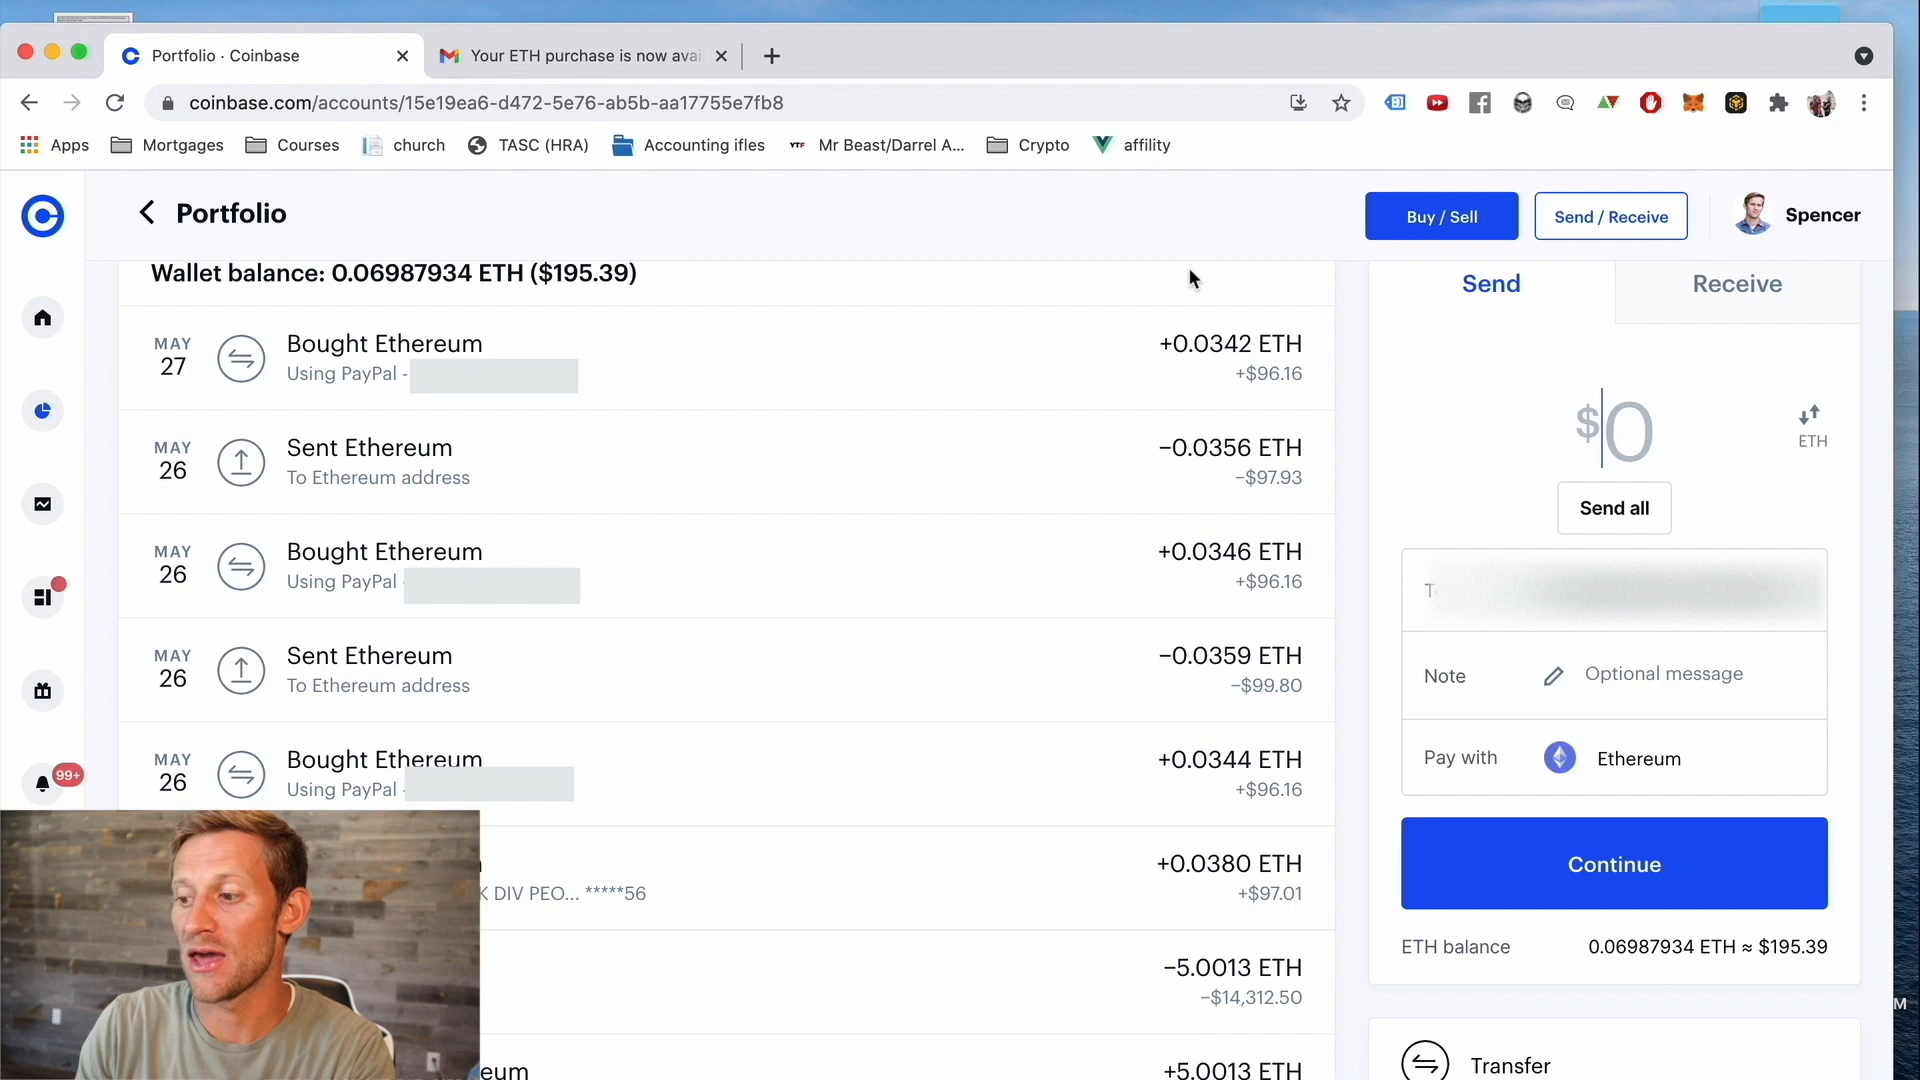 Portfolio · Coinbase
Your ETH purchase is now avai
coinbase.com/accounts/15e19ea6-d472-5e76-ab5b-aa17755e7fb8
Apps
Mortgages
Courses
church
TASC (HRA)
Accounting ifles
YTF
Mr Beast/Darrel A...
Crypto
affility
Portfolio
Buy / Sell
Send / Receive
Spencer
Wallet balance: 0.06987934 ETH ($195.39)
MAY
27
Bought Ethereum
Using PayPal -
+0.0342 ETH
+$96.16
MAY
26
Sent Ethereum
To Ethereum address
−0.0356 ETH
−$97.93
MAY
26
Bought Ethereum
Using PayPal -
+0.0346 ETH
+$96.16
MAY
26
Sent Ethereum
To Ethereum address
−0.0359 ETH
−$99.80
MAY
26
Bought Ethereum
Using PayPal -
+0.0344 ETH
+$96.16
K DIV PEO... *****56
+0.0380 ETH
+$97.01
−5.0013 ETH
−$14,312.50
eum
+5.0013 ETH
99+
Send
Receive
$0
ETH
Send all
Note
Optional message
Pay with
Ethereum
Continue
ETH balance
0.06987934 ETH ≈ $195.39
Transfer
M